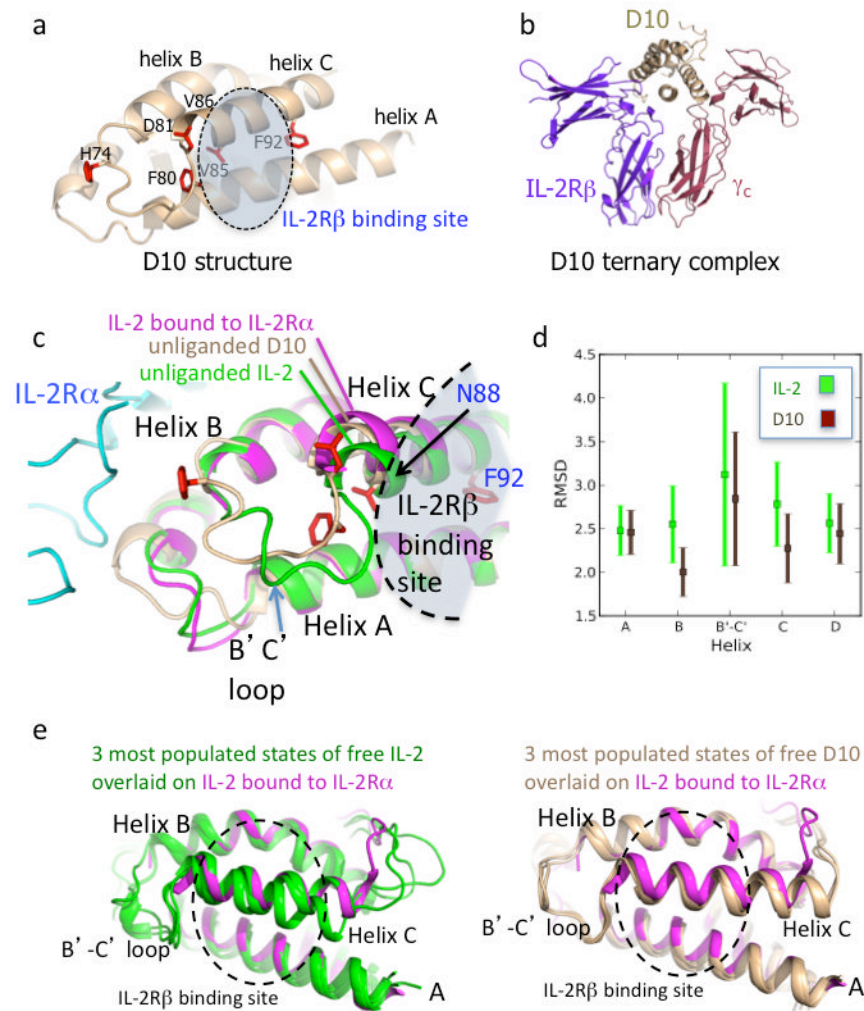 a
helix B
helix C
V86
helix A
D81
F92
H74
V85
F80
IL-2Rβ binding site
D10 structure
b
D10
IL-2Rβ
γc
D10 ternary complex
c
IL-2 bound to IL-2Rα
unliganded D10
unliganded IL-2
IL-2Rα
Helix C
N88
Helix B
F92
IL-2Rβ
binding
site
Helix A
B' C'
loop
d
4.5
4.0
3.5
3.0
2.5
2.0
1.5
RMSD
IL-2
D10
A B B'-C' C D
Helix
e
3 most populated states of free IL-2
overlaid on IL-2 bound to IL-2Rα
Helix B
B'-C' loop
Helix C
IL-2Rβ binding site
A
3 most populated states of free D10
overlaid on IL-2 bound to IL-2Rα
Helix B
B'-C' loop
Helix C
IL-2Rβ binding site
A